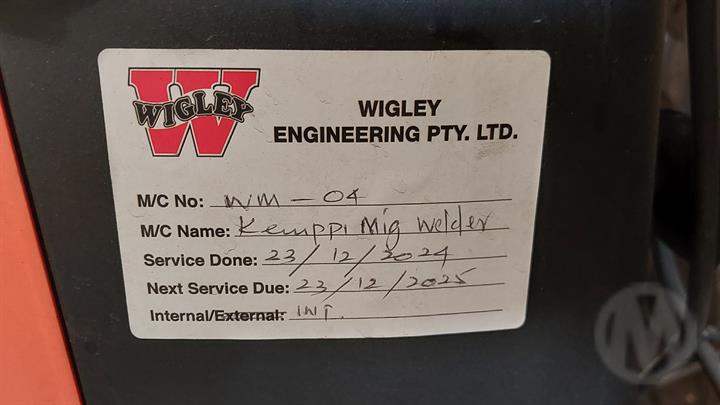 WIGLEY
WIGLEY
ENGINEERING PTY. LTD.
M/C No: WM - 04
M/C Name: Kemppi Mig Welder
Service Done: 23/12/2024
Next Service Due: 23/12/2025
Internal/External: INT.
M